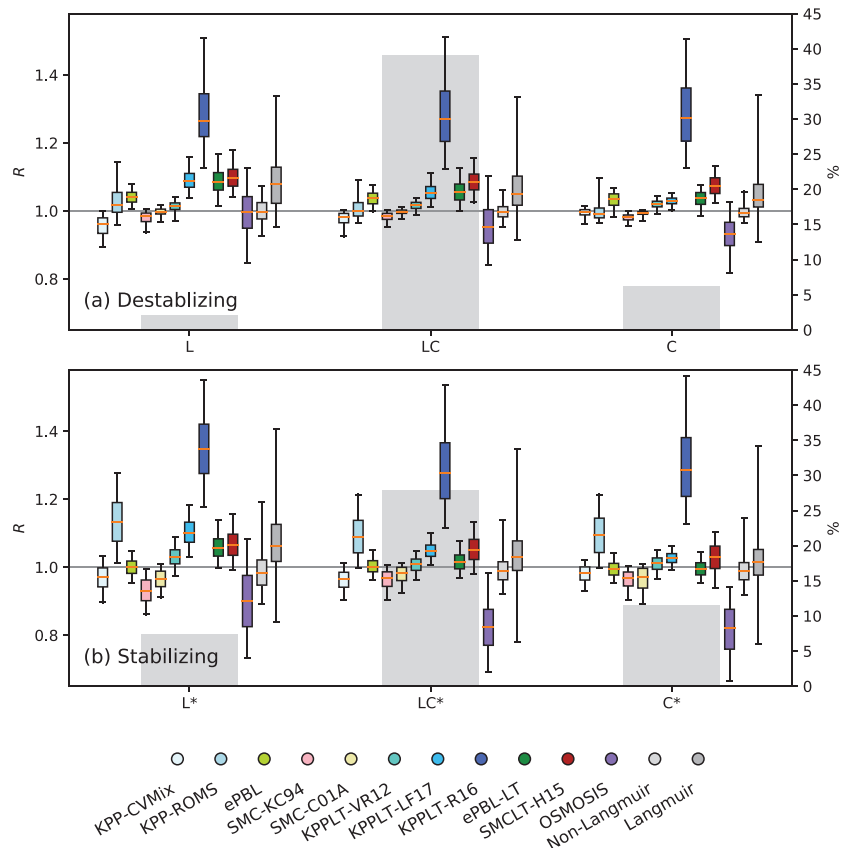 45
40
1.4
35
30
1.2
25
R
%
20
1.0
15
10
0.8
5
(a) Destablizing
0
L
LC
C
45
40
1.4
35
30
1.2
25
R
%
20
1.0
15
10
0.8
5
(b) Stabilizing
0
L*
LC*
C*
KPP-CVMix
KPP-ROMS
ePBL
SMC-KC94
SMC-C01A
KPPLT-VR12
KPPLT-LF17
KPPLT-R16
ePBL-LT
SMCLT-H15
OSMOSIS
Non-Langmuir
Langmuir